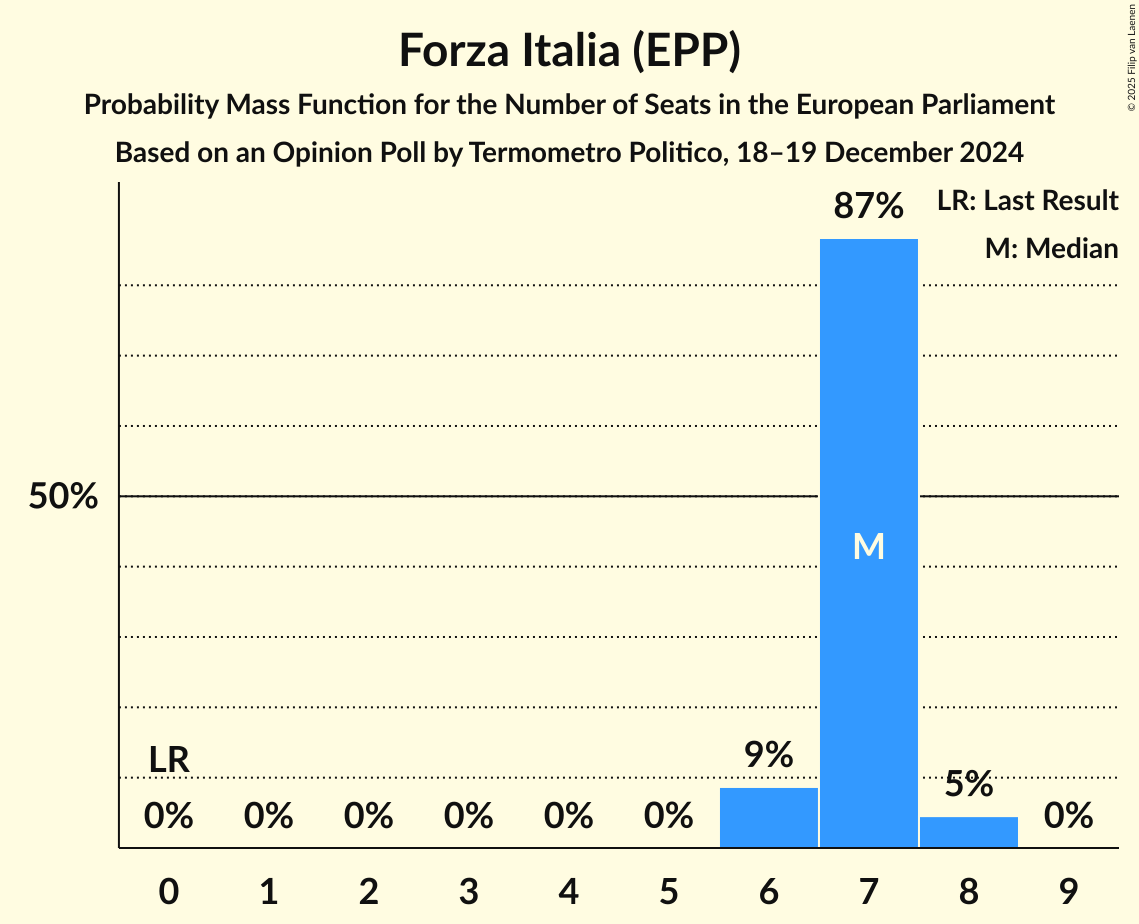 Forza Italia (EPP)
Probability Mass Function for the Number of Seats in the European Parliament
Based on an Opinion Poll by Termometro Politico, 18–19 December 2024
© 2025 Filip van Laenen
LR: Last Result
M: Median
87%
50%
M
LR
9%
5%
0% 0% 0% 0% 0% 0% 0%
0 1 2 3 4 5 6 7 8 9